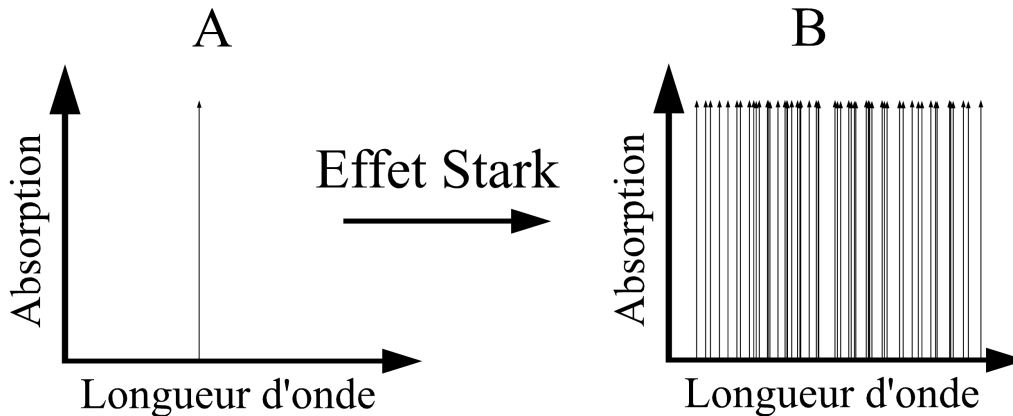 A
B
Absorption
Effet Stark
Absorption
Longueur d'onde
Longueur d'onde